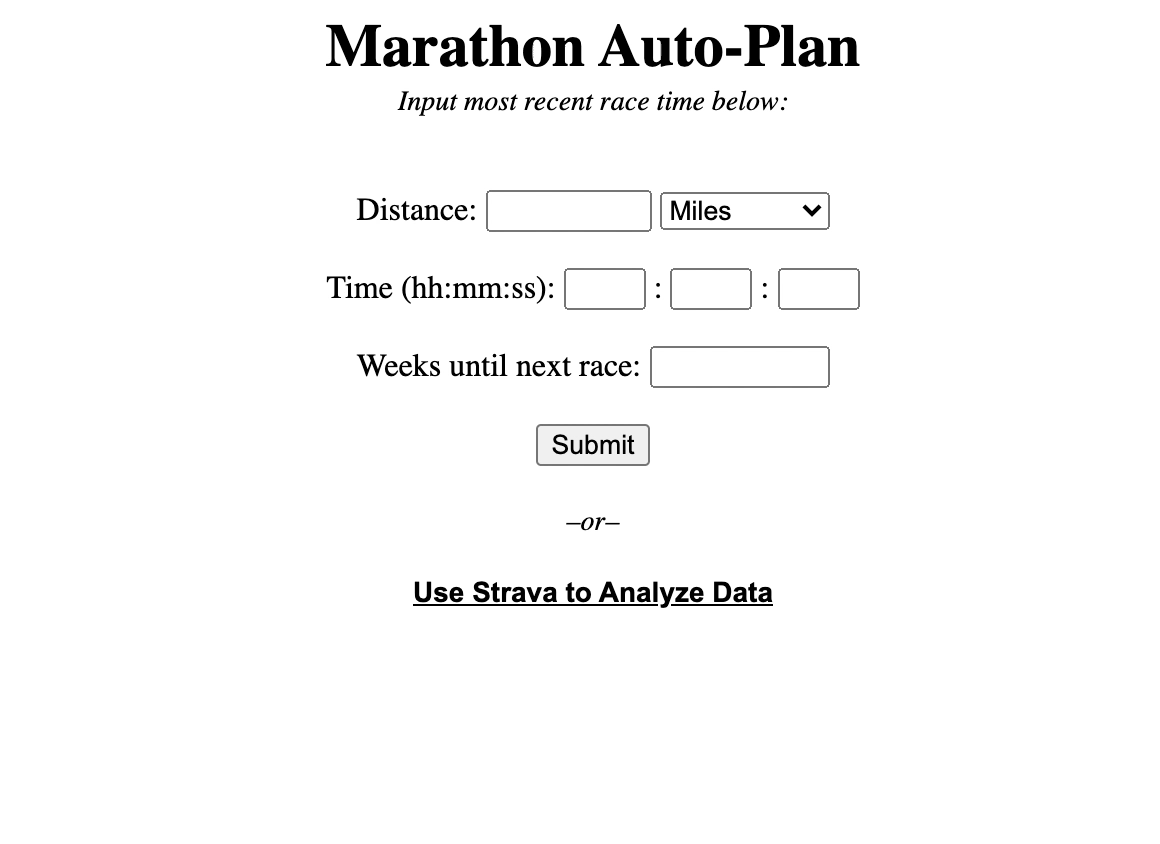 Marathon Auto-Plan
Input most recent race time below:
Distance: Miles
Time (hh:mm:ss): : :
Weeks until next race:
Submit
–or–
Use Strava to Analyze Data